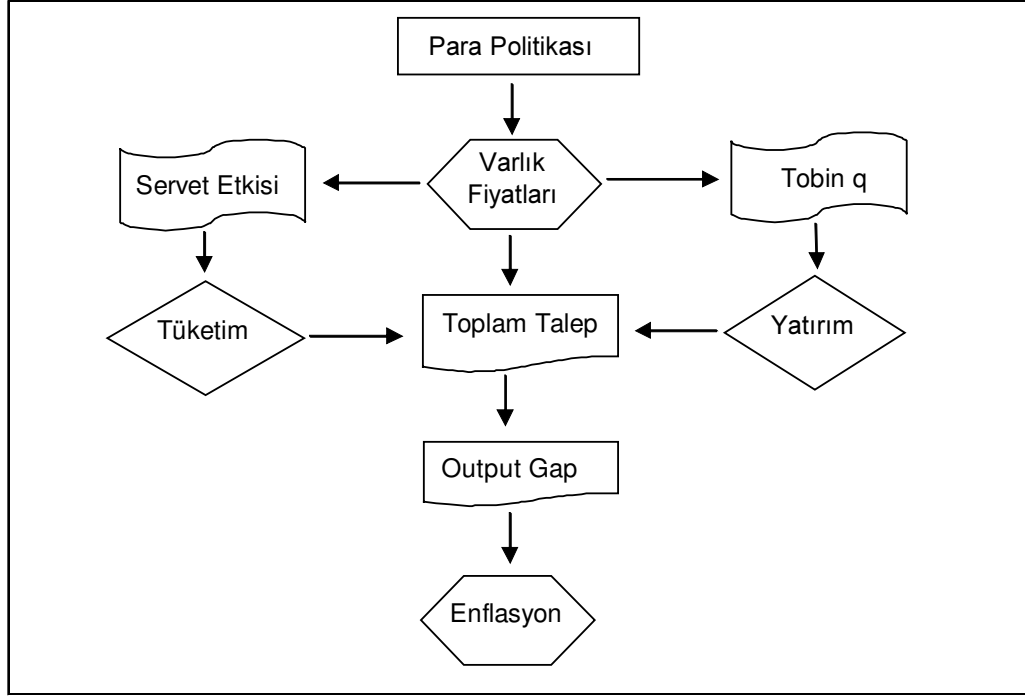 Para Politikası
Varlık
Fiyatları
Servet Etkisi
Tobin q
Tüketim
Toplam Talep
Yatırım
Output Gap
Enflasyon